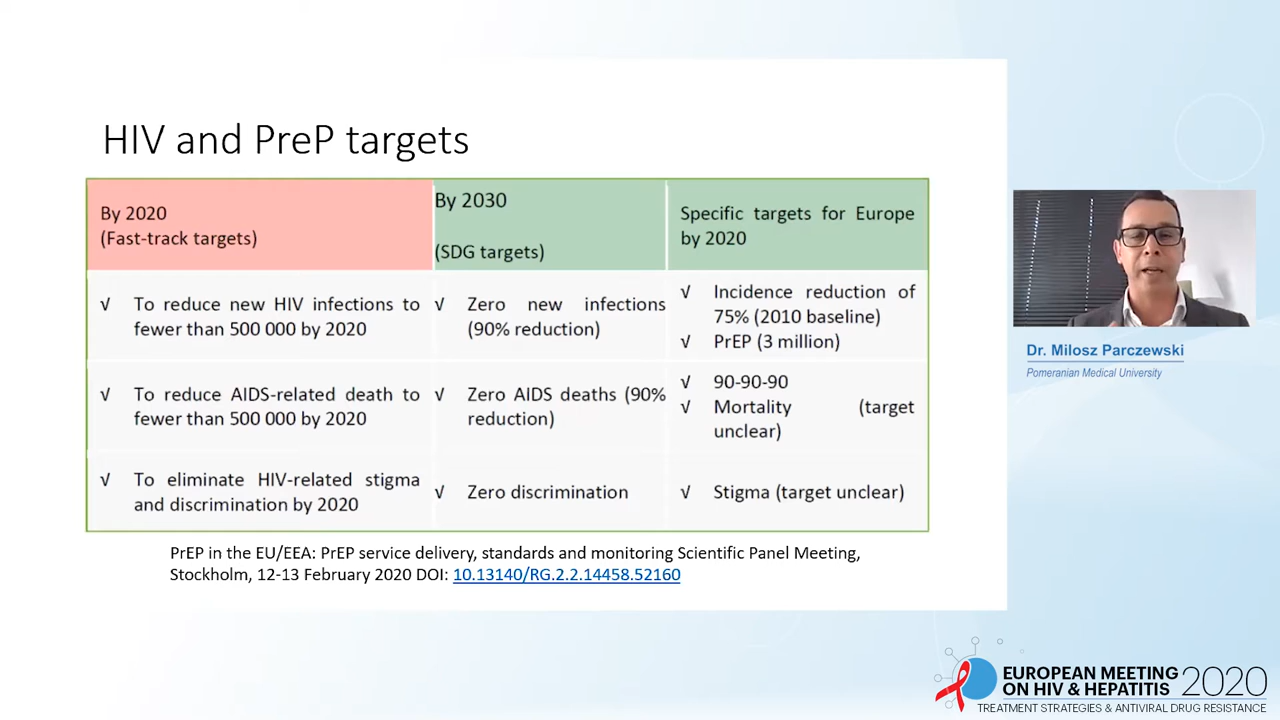 HIV and PreP targets
By 2020
(Fast-track targets)
By 2030
(SDG targets)
Specific targets for Europe
by 2020
√ To reduce new HIV infections to
fewer than 500 000 by 2020
√ Zero new infections
(90% reduction)
√ Incidence reduction of
75% (2010 baseline)
√ PrEP (3 million)
√ To reduce AIDS-related death to
fewer than 500 000 by 2020
√ Zero AIDS deaths (90%
reduction)
√ 90-90-90
√ Mortality (target
unclear)
√ To eliminate HIV-related stigma
and discrimination by 2020
√ Zero discrimination
√ Stigma (target unclear)
PrEP in the EU/EEA: PrEP service delivery, standards and monitoring Scientific Panel Meeting,
Stockholm, 12-13 February 2020 DOI: 10.13140/RG.2.2.14458.52160
Dr. Milosz Parczewski
Pomeranian Medical University
EUROPEAN MEETING
ON HIV & HEPATITIS 2020
TREATMENT STRATEGIES & ANTIVIRAL DRUG RESISTANCE